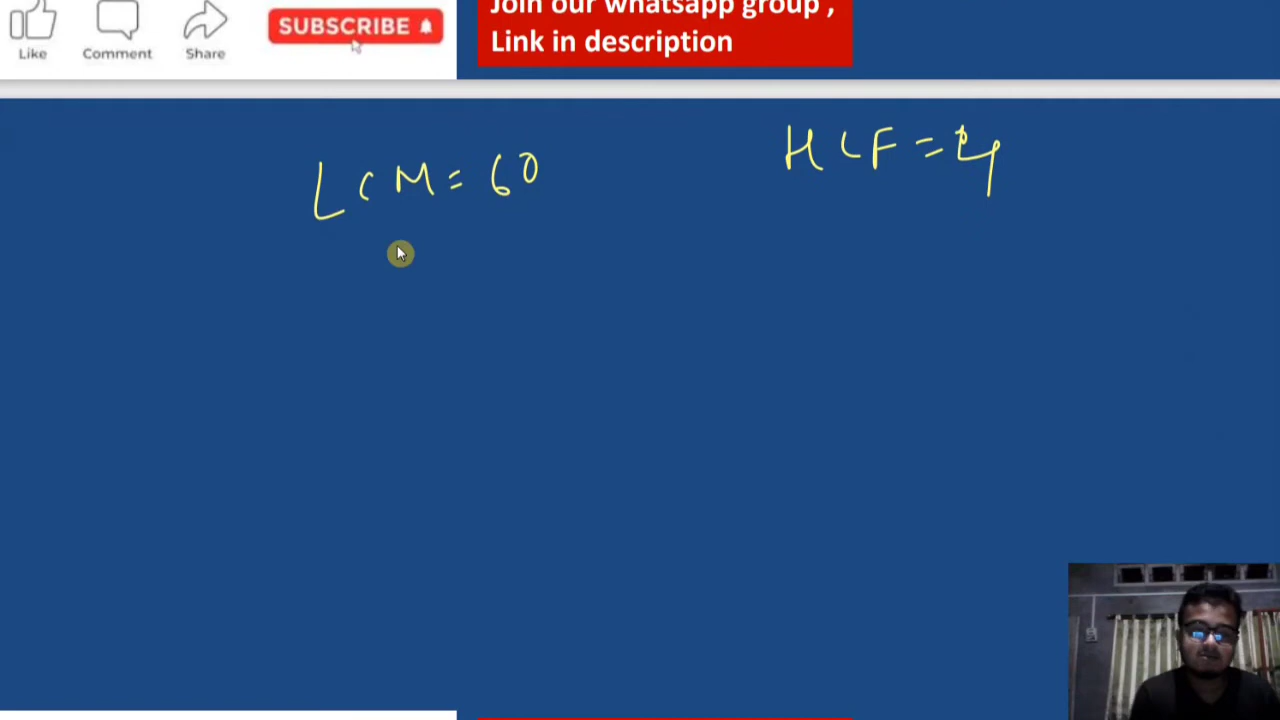 Like
Comment
Share
SUBSCRIBE
Join our whatsapp group ,
Link in description
LCM = 60
HCF = 4